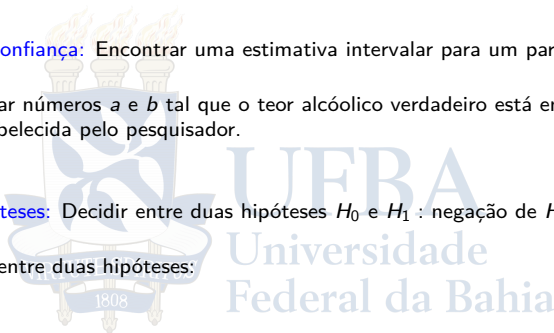 onfiança: Encontrar uma estimativa intervalar para um par
ar números a e b tal que o teor alcóolico verdadeiro está en
pelecida pelo pesquisador.
UFBA
teses: Decidir entre duas hipóteses H₀ e H₁ : negação de H
Universidade
entre duas hipóteses:
Federal da Bahia
1808